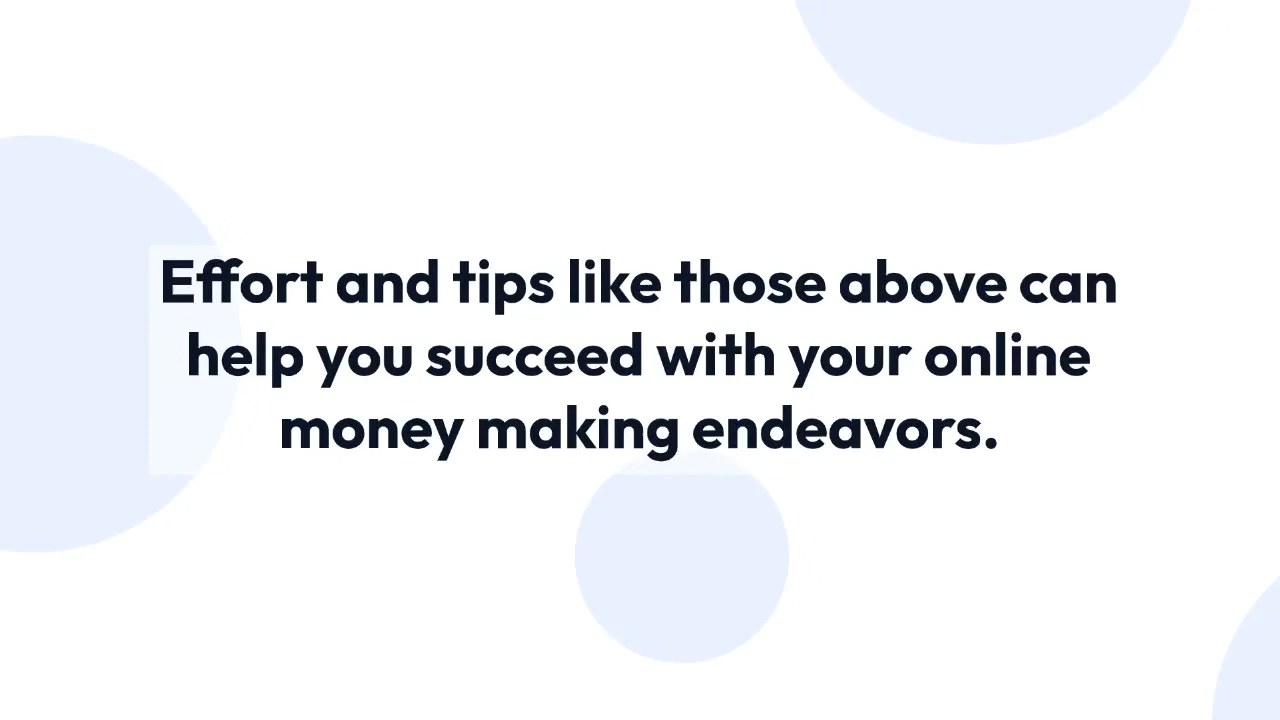 Effort and tips like those above can
help you succeed with your online
money making endeavors.